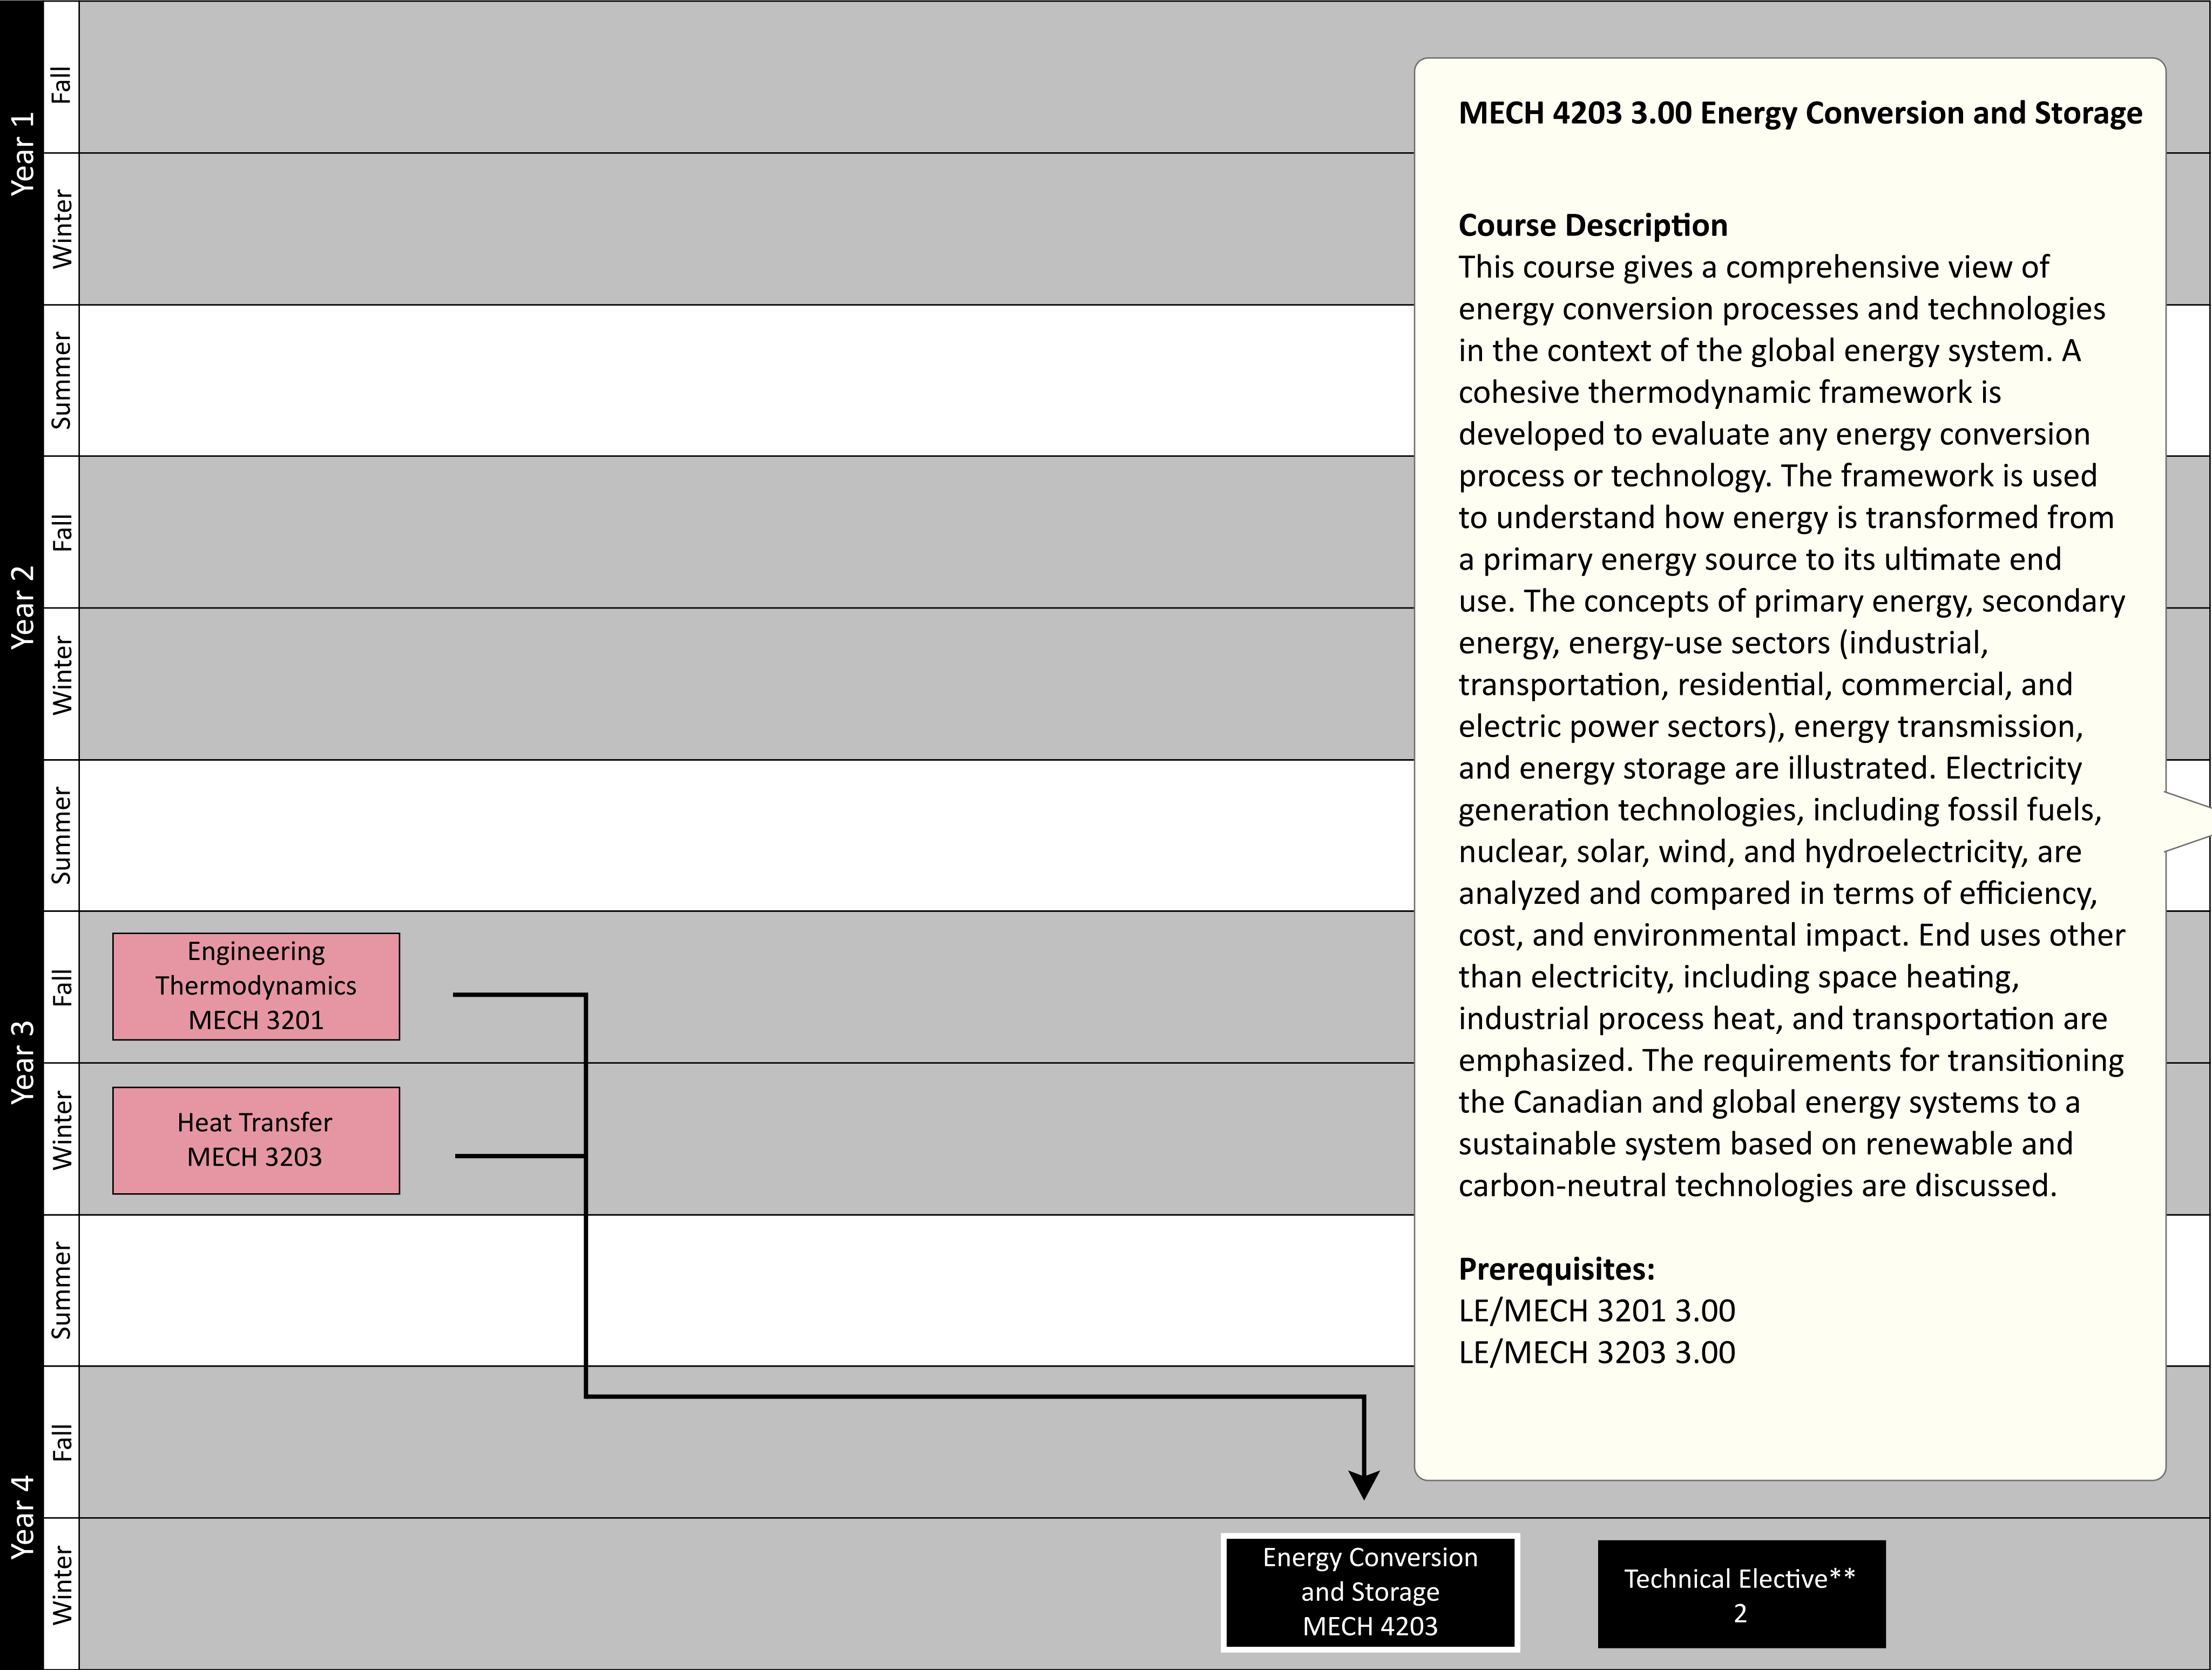 Year 1
Fall
Winter
Summer
Year 2
Fall
Winter
Summer
Year 3
Fall
Winter
Summer
Year 4
Fall
Winter
MECH 4203 3.00 Energy Conversion and Storage
Course Description
This course gives a comprehensive view of
energy conversion processes and technologies
in the context of the global energy system. A
cohesive thermodynamic framework is
developed to evaluate any energy conversion
process or technology. The framework is used
to understand how energy is transformed from
a primary energy source to its ultimate end
use. The concepts of primary energy, secondary
energy, energy-use sectors (industrial,
transportation, residential, commercial, and
electric power sectors), energy transmission,
and energy storage are illustrated. Electricity
generation technologies, including fossil fuels,
nuclear, solar, wind, and hydroelectricity, are
analyzed and compared in terms of efficiency,
cost, and environmental impact. End uses other
than electricity, including space heating,
industrial process heat, and transportation are
emphasized. The requirements for transitioning
the Canadian and global energy systems to a
sustainable system based on renewable and
carbon-neutral technologies are discussed.
Prerequisites:
LE/MECH 3201 3.00
LE/MECH 3203 3.00
Engineering
Thermodynamics
MECH 3201
Heat Transfer
MECH 3203
Energy Conversion
and Storage
MECH 4203
Technical Elective**
2